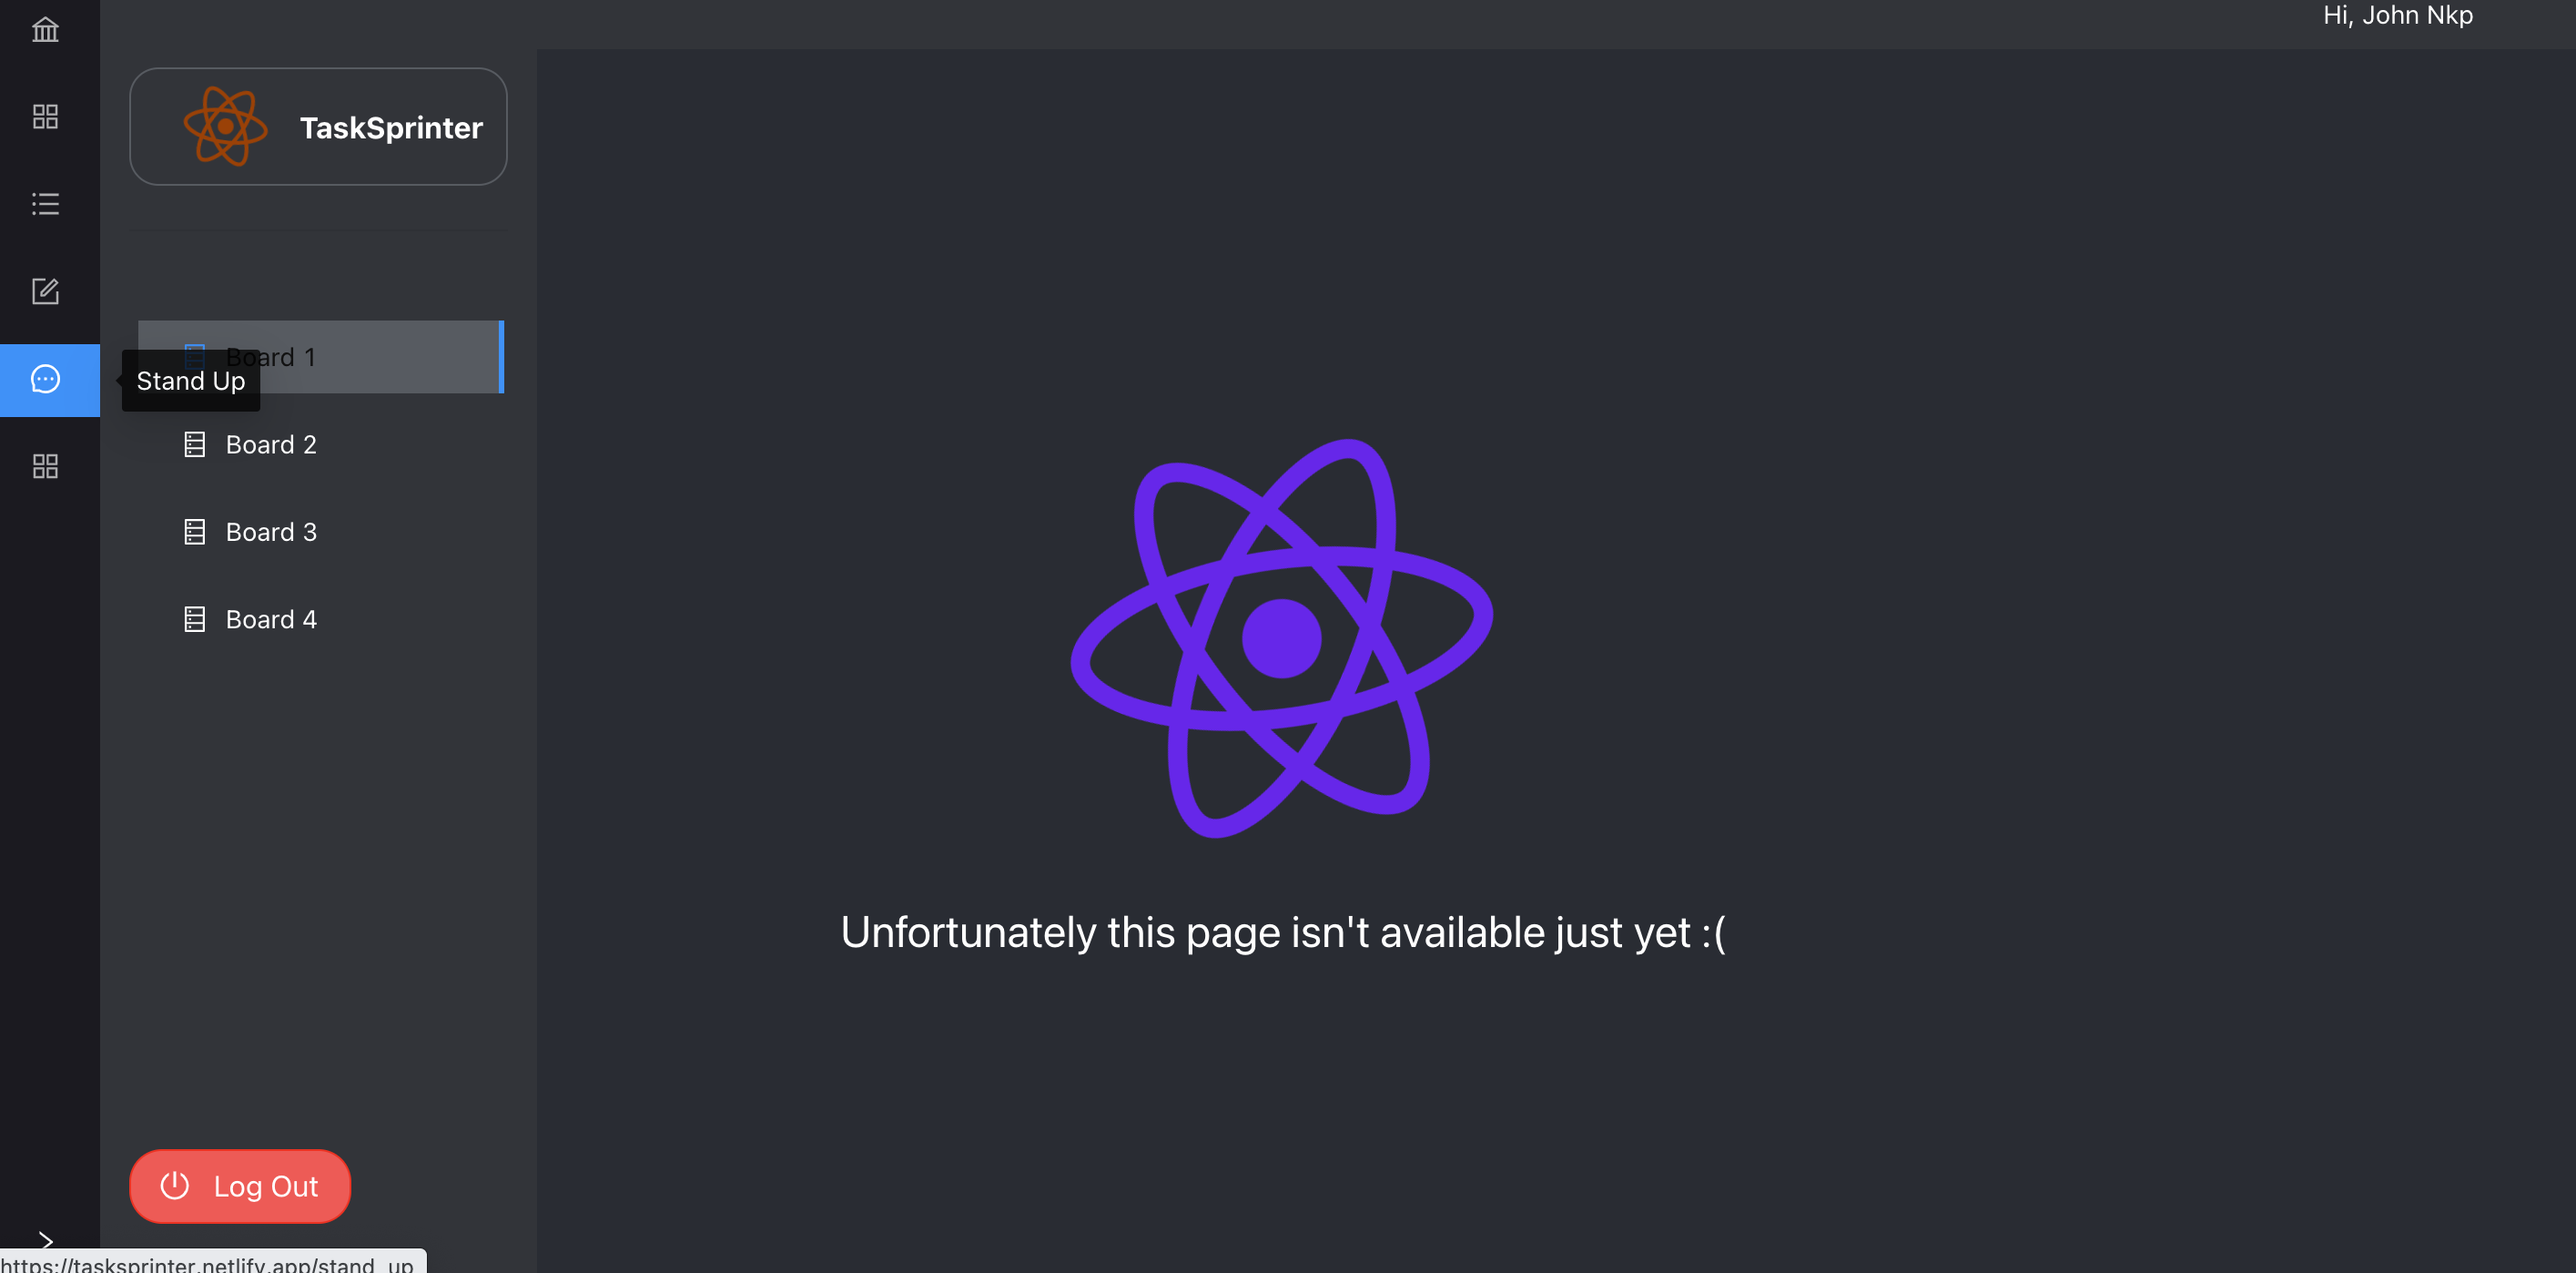 Hi, John Nkp
TaskSprinter
Board 1
Stand Up
Board 2
Board 3
Board 4
Unfortunately this page isn't available just yet :(
Log Out
https://tasksprinter.netlify.app/stand_up